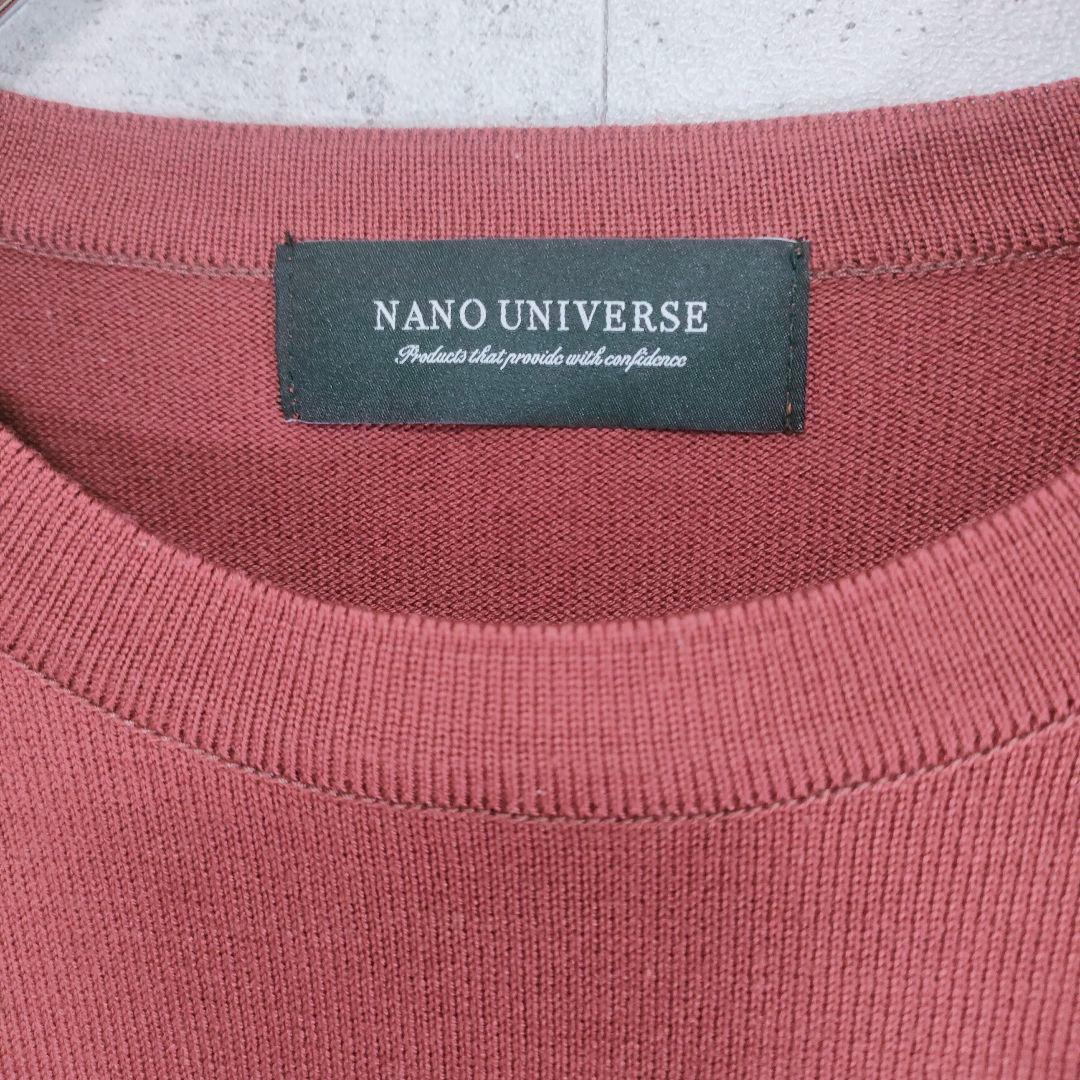 NANO UNIVERSE
Products that provide with confidence